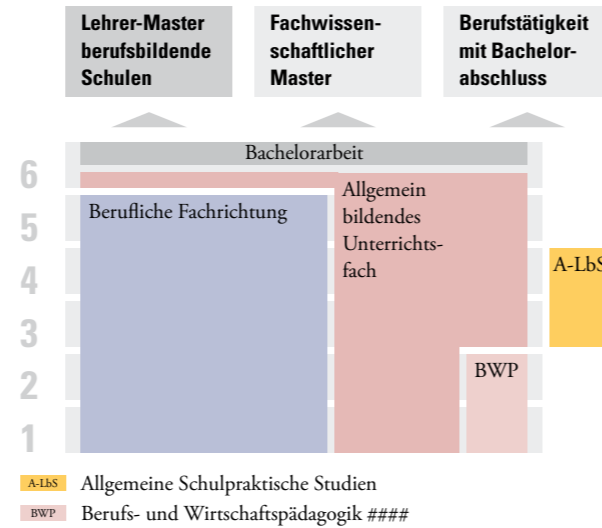 Lehrer-Master
berufsbildende
Schulen
Fachwissen-
schaftlicher
Master
Berufstätigkeit
mit Bachelor-
abschluss
Bachelorarbeit
6
Berufliche Fachrichtung
Allgemein
bildendes
Unterrichts-
fach
5
4
A-LbS
3
BWP
2
1
A-LbS Allgemeine Schulpraktische Studien
BWP Berufs- und Wirtschaftspädagogik ####